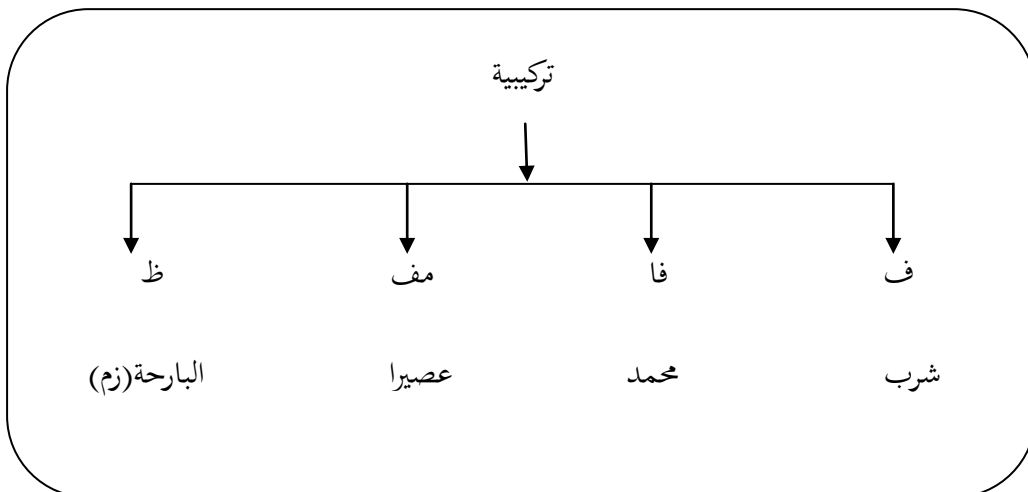 تركيبية
ف فا مف ظ
شرب محمد عصيرا البارحة(زم)